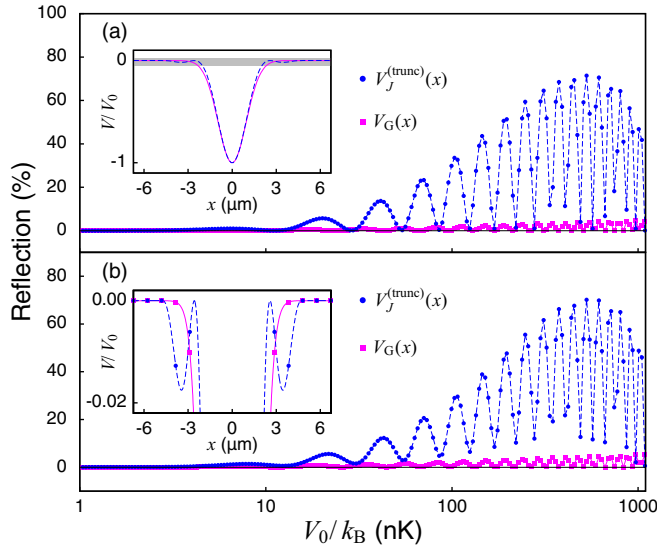 100
80
60
40
20
0
(a)
0
-1
V/V₀
-6 -3 0 3 6
x (μm)
V_J^(trunc)(x)
V_G(x)
Reflection (%)
80
60
40
20
0
(b)
0.00
-0.02
V/V₀
-6 -3 0 3 6
x (μm)
V_J^(trunc)(x)
V_G(x)
1 10 100 1000
V₀/k_B (nK)